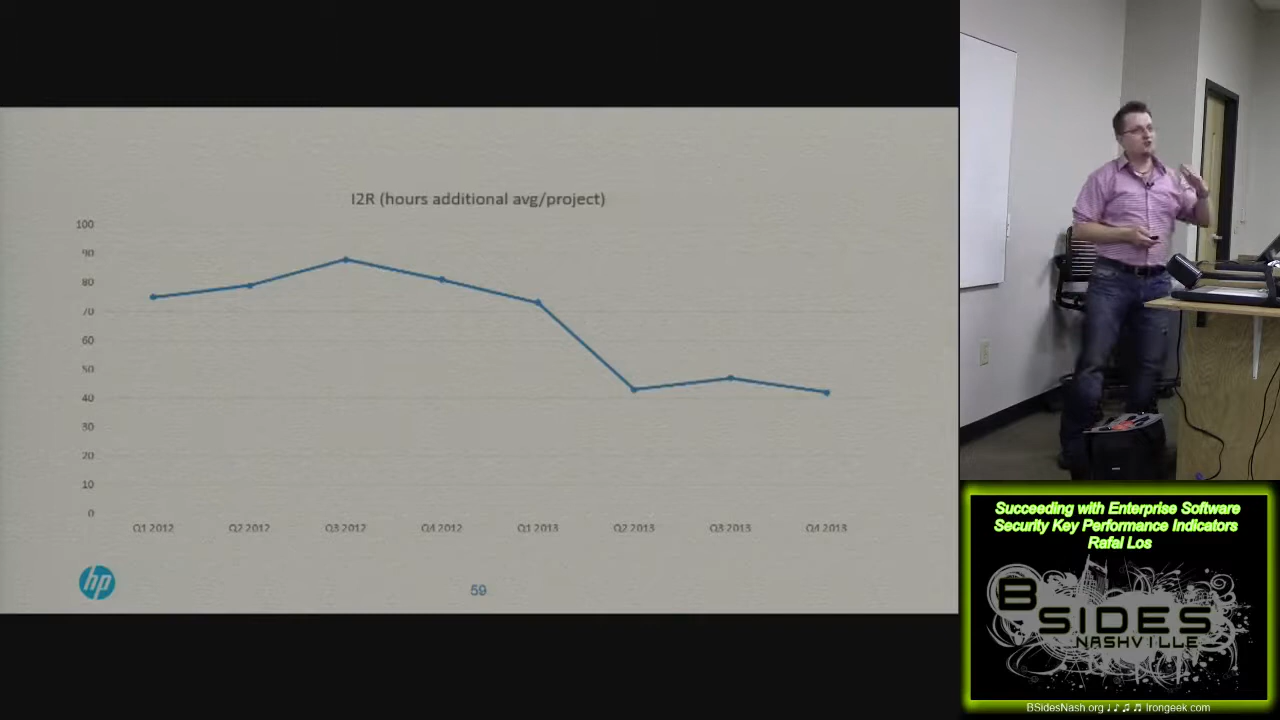 I2R (hours additional avg/project)
100
90
80
70
60
50
40
30
20
10
0
Q1 2012
Q2 2012
Q3 2012
Q4 2012
Q1 2013
Q2 2013
Q3 2013
Q4 2013
hp
59
Succeeding with Enterprise Software
Security Key Performance Indicators
Rafal Los
BSIDES
NASHVILLE
BSidesNash.org ♩♪♫♬ Irongeek.com